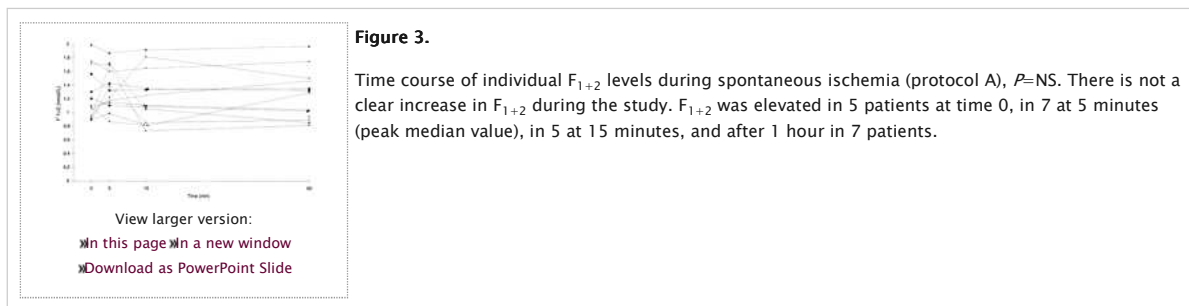 Figure 3.
Time course of individual F1+2 levels during spontaneous ischemia (protocol A), P=NS. There is not a
clear increase in F1+2 during the study. F1+2 was elevated in 5 patients at time 0, in 7 at 5 minutes
(peak median value), in 5 at 15 minutes, and after 1 hour in 7 patients.
Time (min)
View larger version:
In this page In a new window
Download as PowerPoint Slide